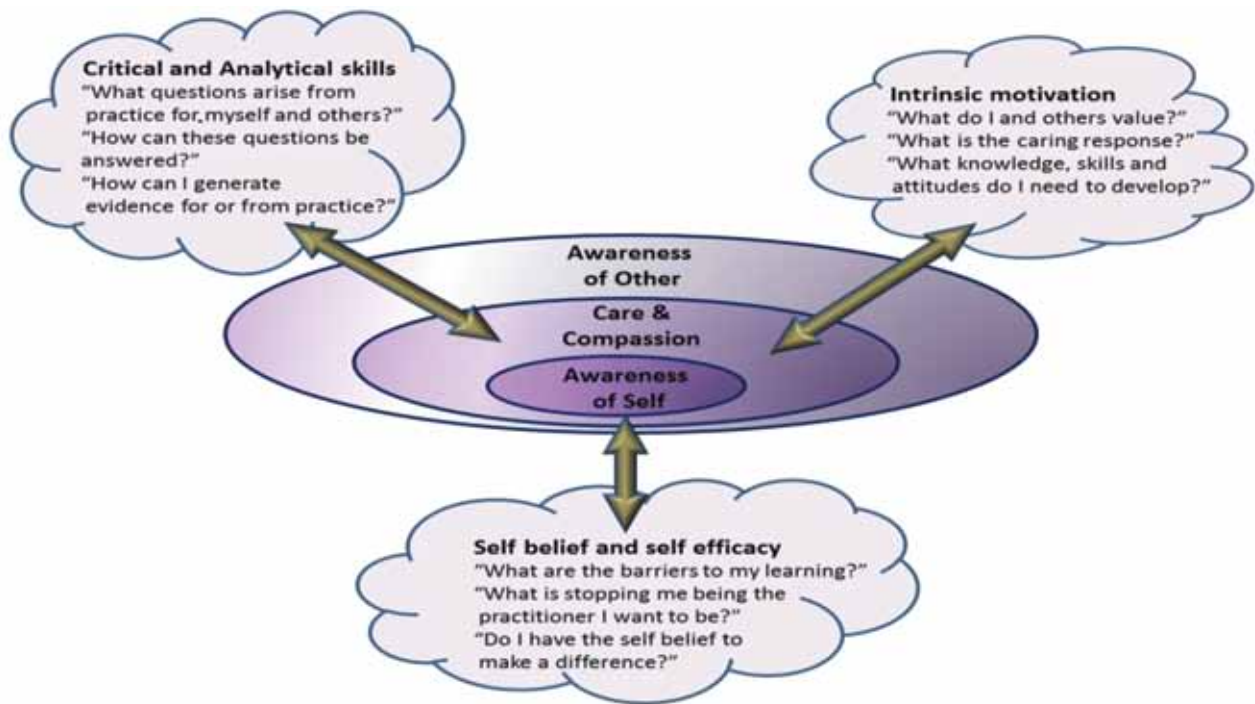 Critical and Analytical skills
“What questions arise from
practice for myself and others?”
“How can these questions be
answered?”
“How can I generate
evidence for or from practice?”
Intrinsic motivation
“What do I and others value?”
“What is the caring response?”
“What knowledge, skills and
attitudes do I need to develop?”
Awareness
of Other
Care &
Compassion
Awareness
of Self
Self belief and self efficacy
“What are the barriers to my learning?”
“What is stopping me being the
practitioner I want to be?”
“Do I have the self belief to
make a difference?”